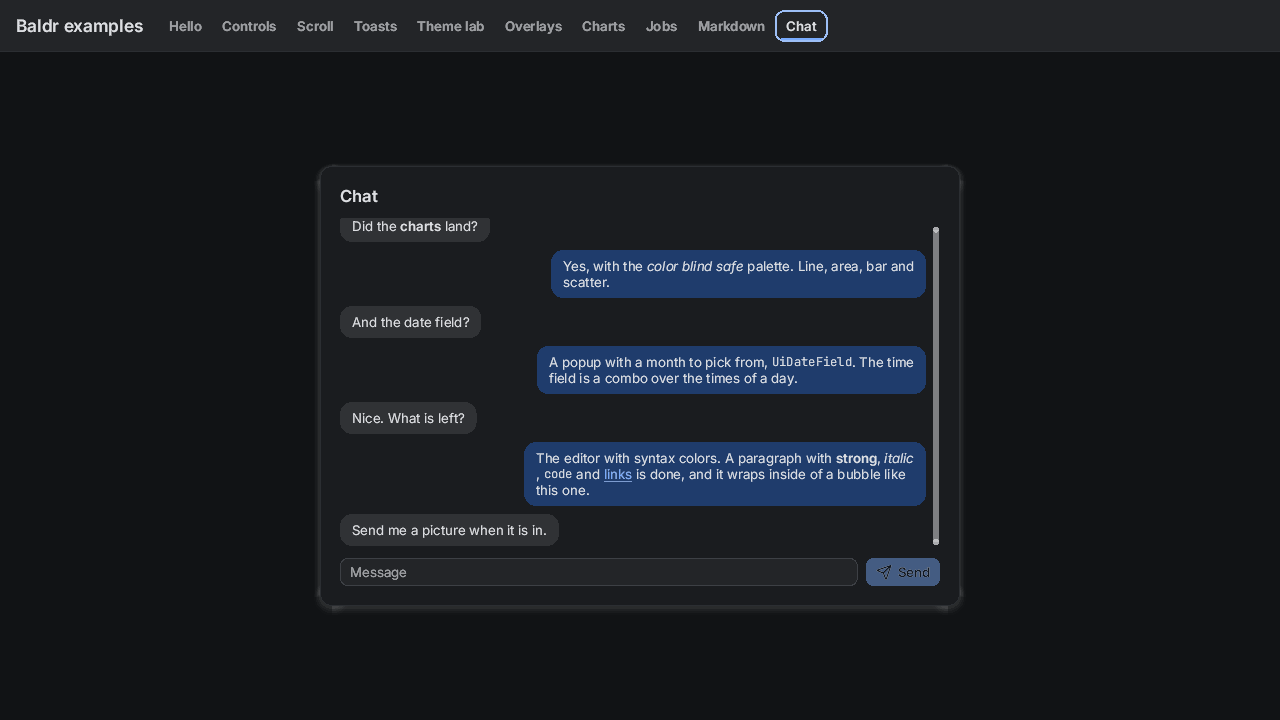 Baldr examples Hello Controls Scroll Toasts Theme lab Overlays Charts Jobs Markdown Chat
Chat
Did the charts land?
Yes, with the color blind safe palette. Line, area, bar and
scatter.
And the date field?
A popup with a month to pick from, UiDateField. The time
field is a combo over the times of a day.
Nice. What is left?
The editor with syntax colors. A paragraph with strong, italic
, code and links is done, and it wraps inside of a bubble like
this one.
Send me a picture when it is in.
Message Send